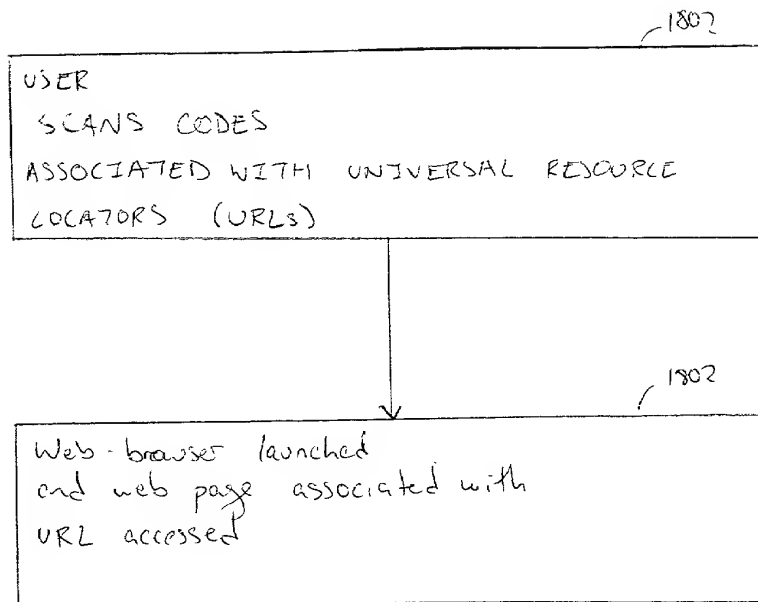 1802
USER
SCANS CODES
ASSOCIATED WITH UNIVERSAL RESOURCE
LOCATORS (URLs)
1802
Web-browser launched
and web page associated with
URL accessed